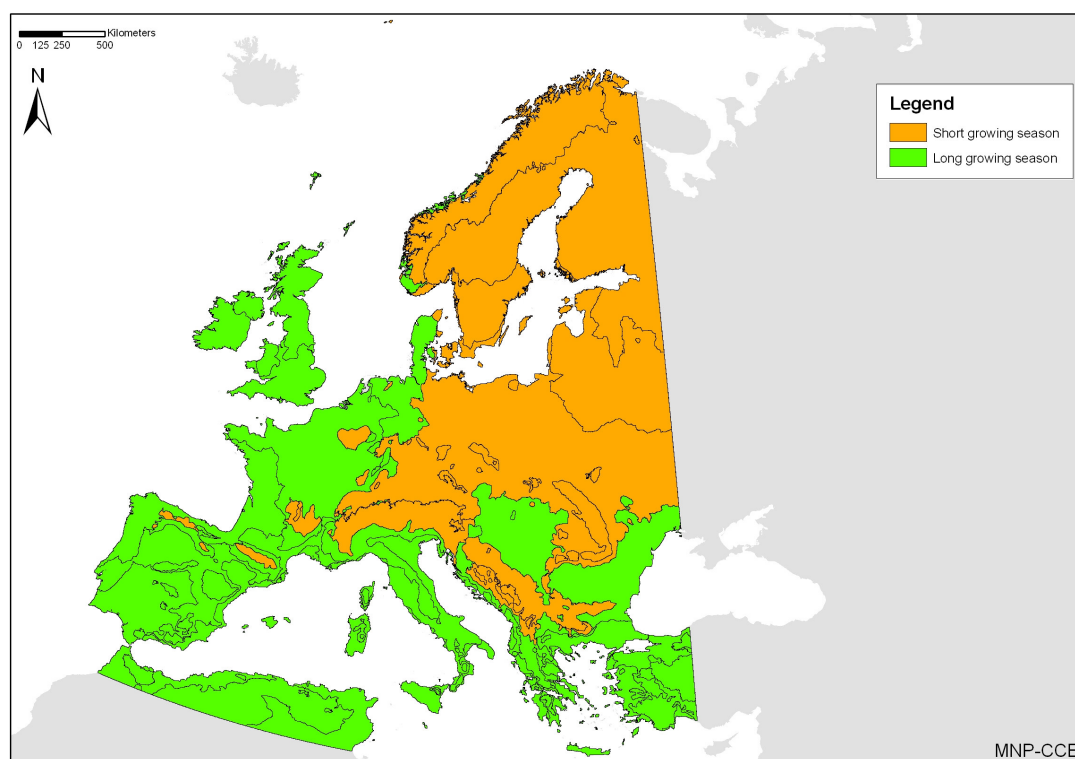 Kilometers
0 125 250 500
N
Legend
Short growing season
Long growing season
MNP-CCE